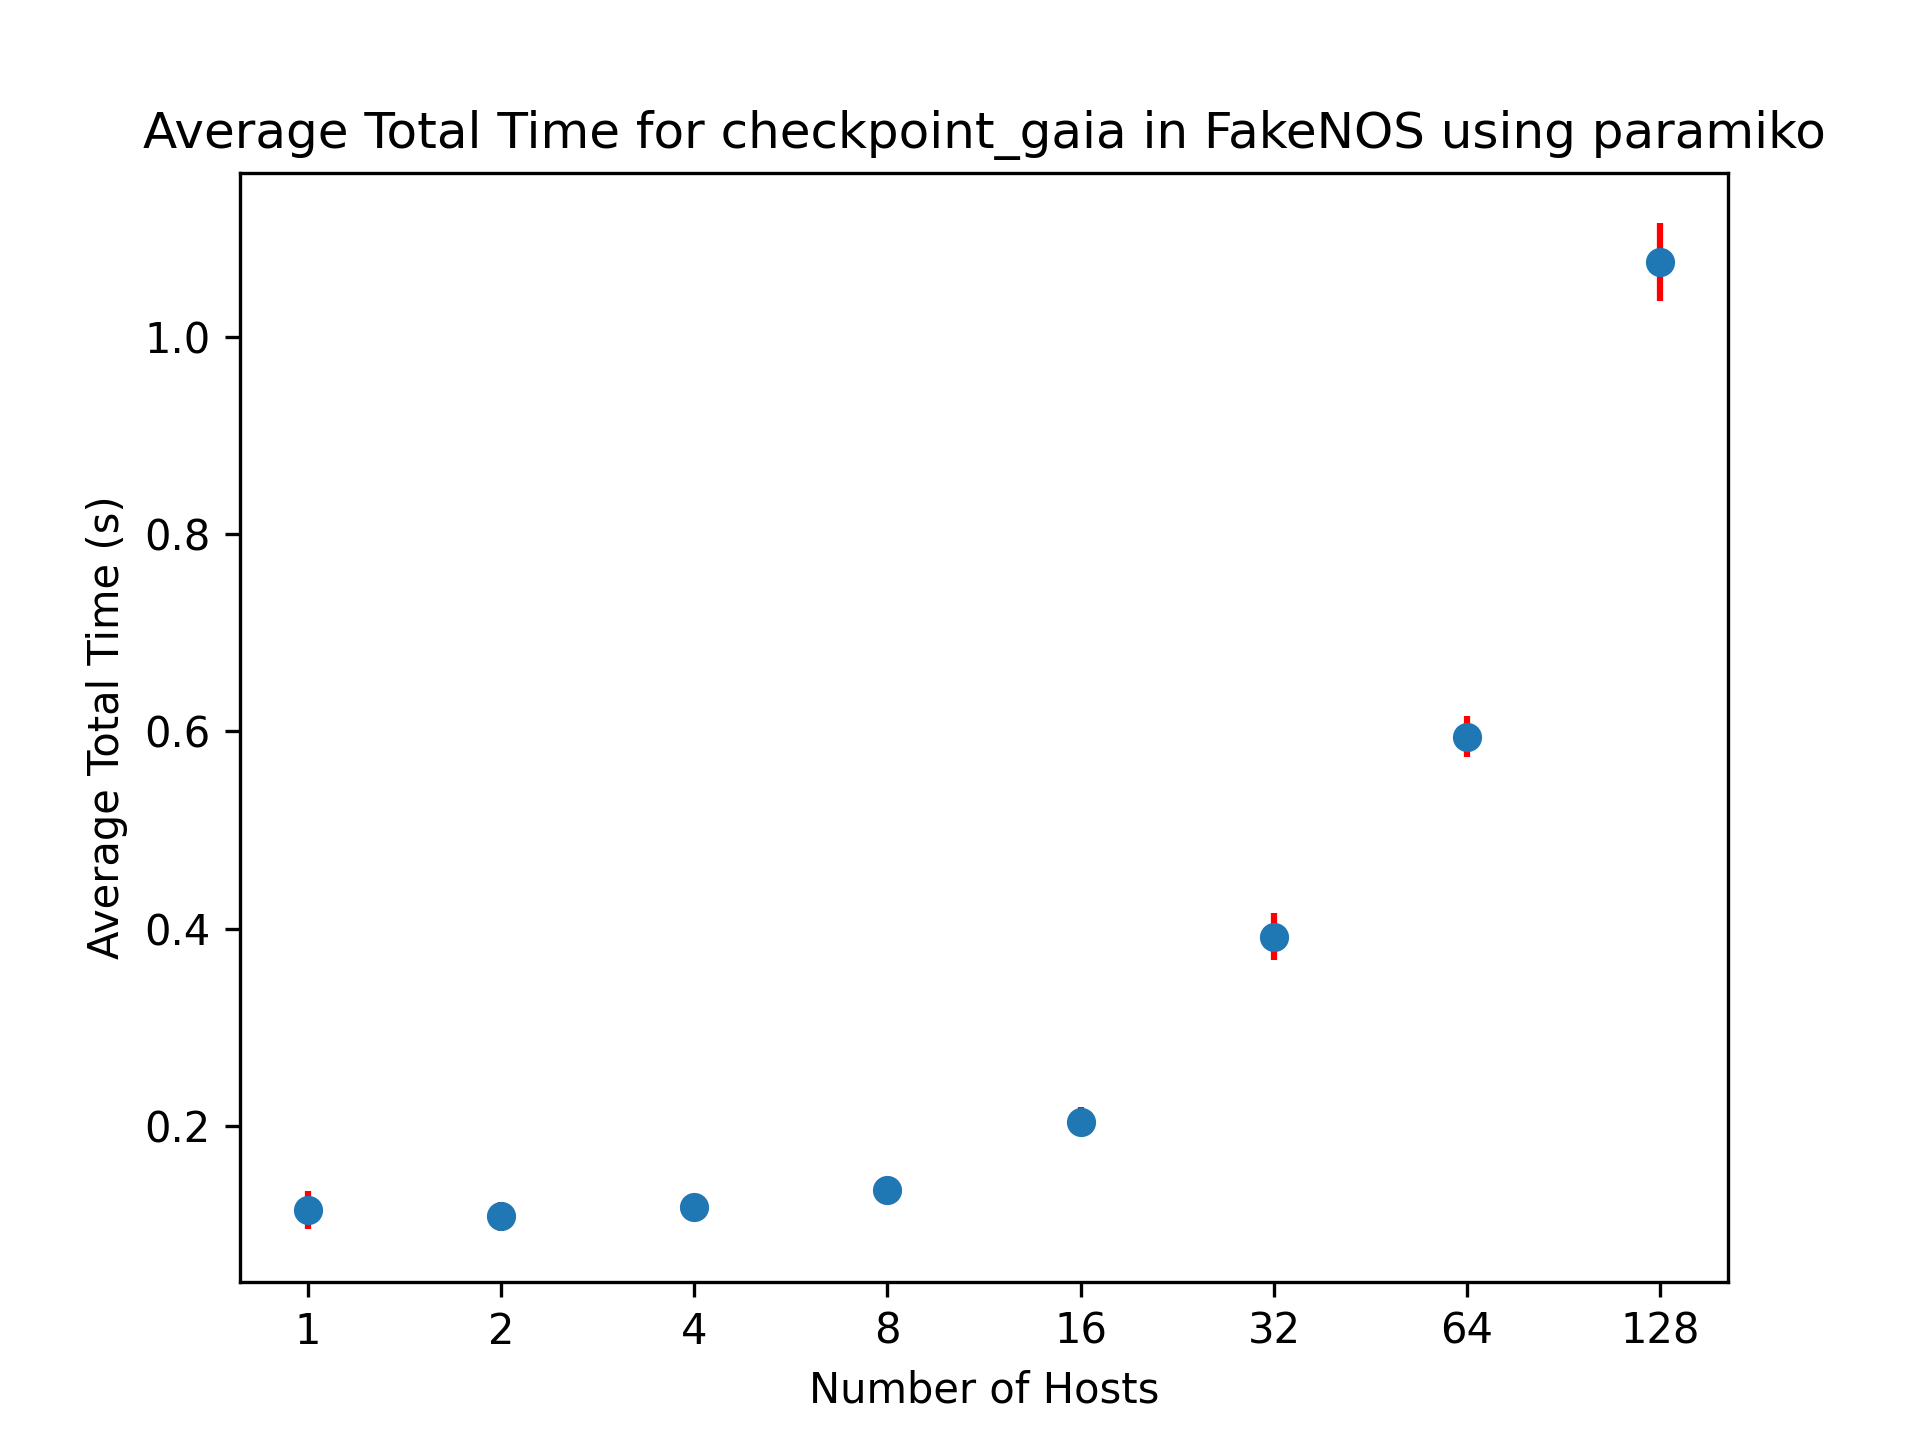 Average Total Time for checkpoint_gaia in FakeNOS using paramiko
Average Total Time (s)
1.0
0.8
0.6
0.4
0.2
1 2 4 8 16 32 64 128
Number of Hosts